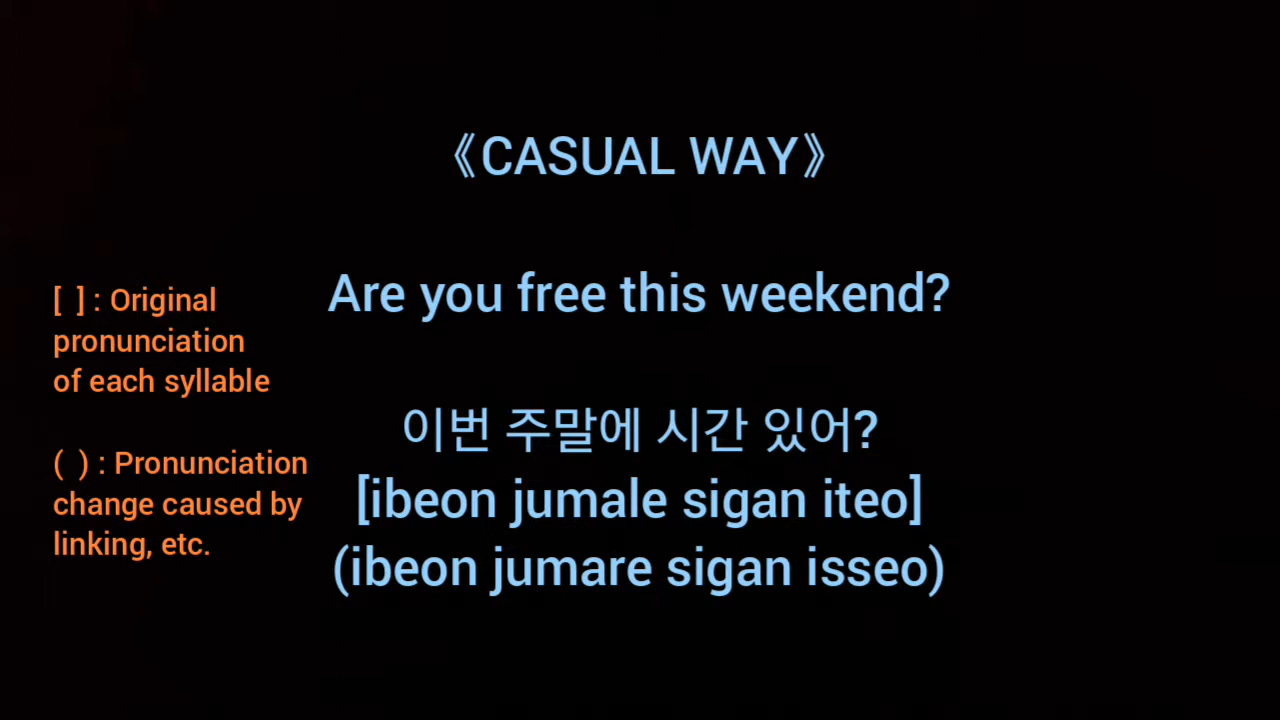 《CASUAL WAY》
Are you free this weekend?
이번 주말에 시간 있어?
[ibeon jumale sigan iteo]
(ibeon jumare sigan isseo)
[ ] : Original
pronunciation
of each syllable
( ) : Pronunciation
change caused by
linking, etc.